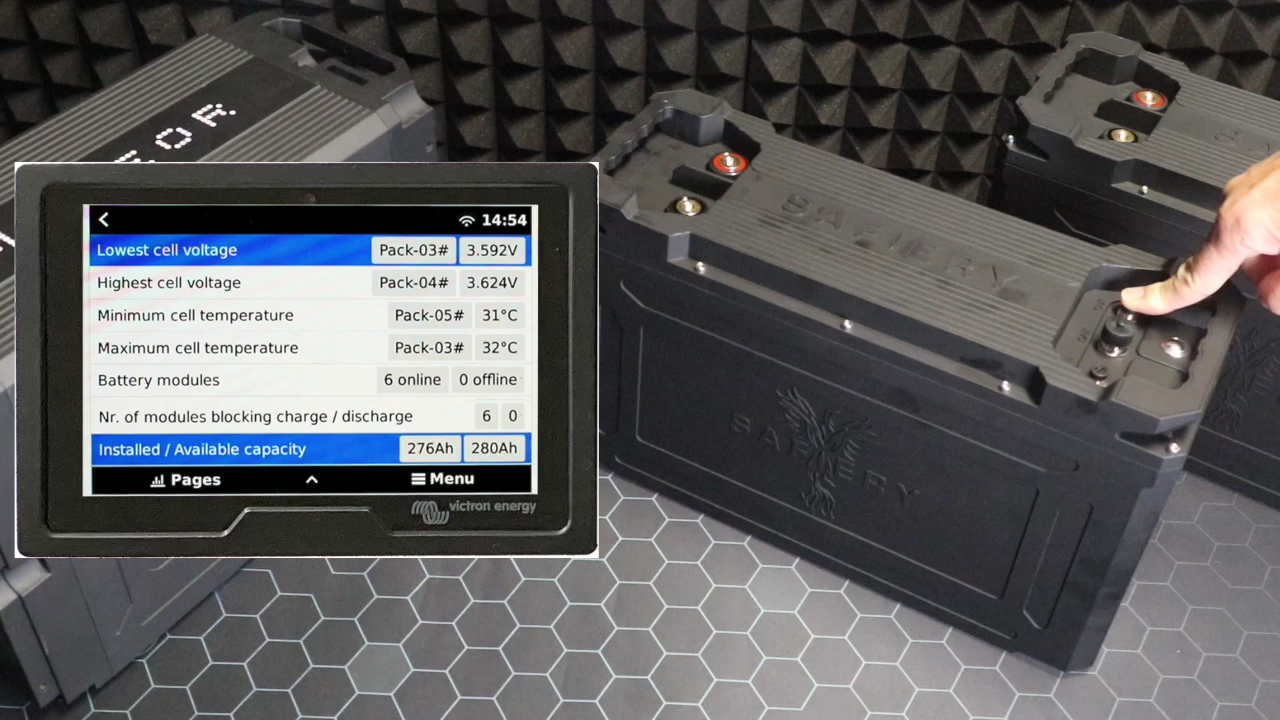 14:54
Lowest cell voltage Pack-03# 3.592V
Highest cell voltage Pack-04# 3.624V
Minimum cell temperature Pack-05# 31°C
Maximum cell temperature Pack-03# 32°C
Battery modules 6 online 0 offline
Nr. of modules blocking charge / discharge 6 0
Installed / Available capacity 276Ah 280Ah
Pages Menu
victron energy